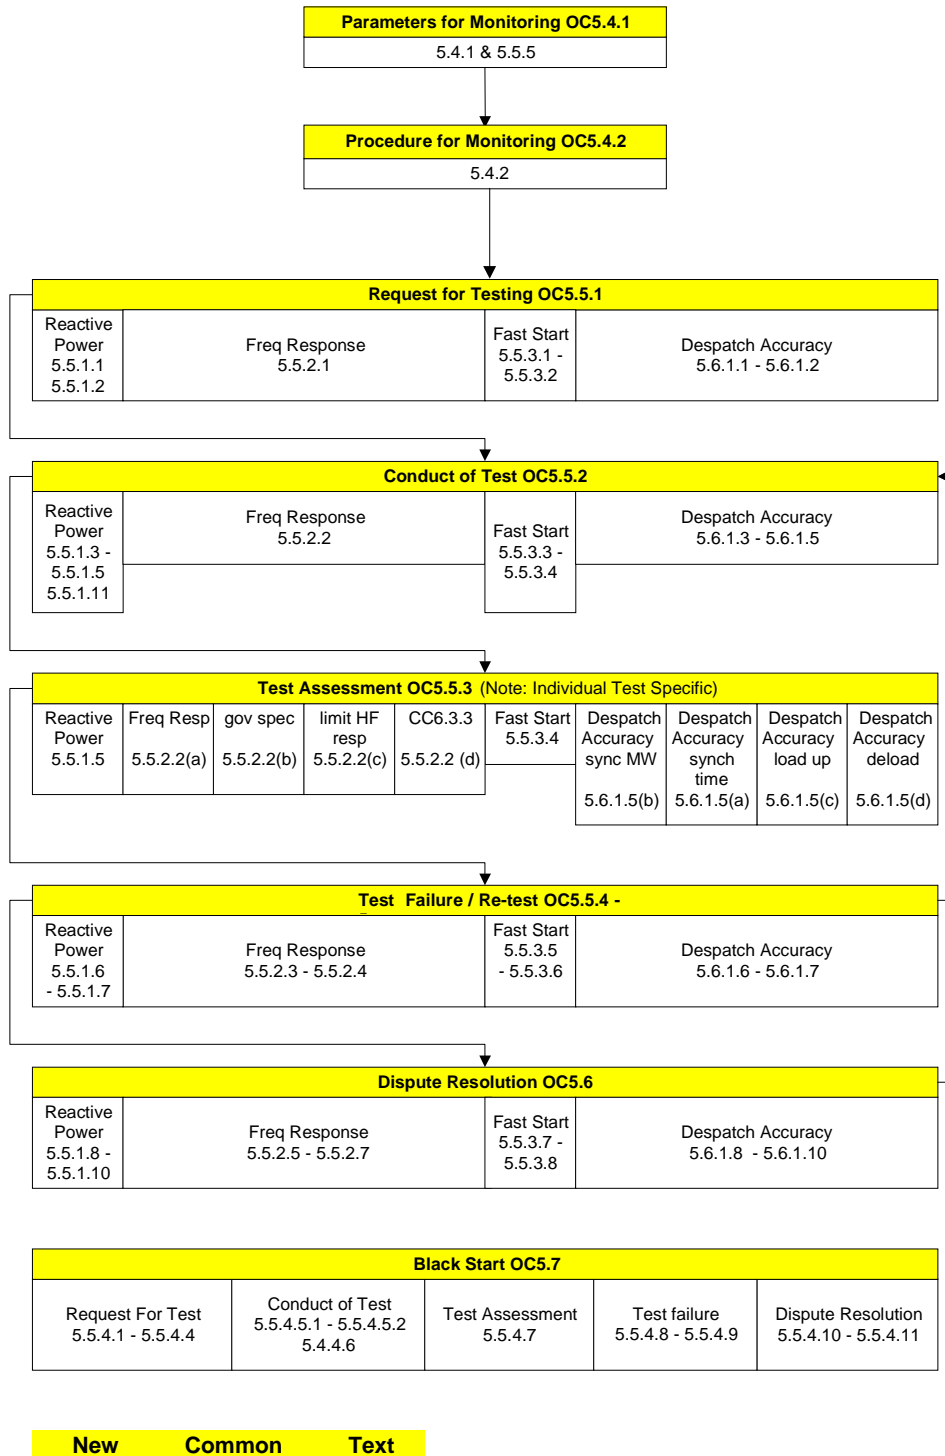 Parameters for Monitoring OC5.4.1
5.4.1 & 5.5.5
Procedure for Monitoring OC5.4.2
5.4.2
Request for Testing OC5.5.1
Reactive
Power
5.5.1.1
5.5.1.2
Freq Response
5.5.2.1
Fast Start
5.5.3.1 -
5.5.3.2
Despatch Accuracy
5.6.1.1 - 5.6.1.2
Conduct of Test OC5.5.2
Reactive
Power
5.5.1.3 -
5.5.1.5
5.5.1.11
Freq Response
5.5.2.2
Fast Start
5.5.3.3 -
5.5.3.4
Despatch Accuracy
5.6.1.3 - 5.6.1.5
Test Assessment OC5.5.3 (Note: Individual Test Specific)
Reactive
Power
5.5.1.5
Freq Resp
5.5.2.2(a)
gov spec
5.5.2.2(b)
limit HF
resp
5.5.2.2(c)
CC6.3.3
5.5.2.2 (d)
Fast Start
5.5.3.4
Despatch
Accuracy
sync MW
5.6.1.5(b)
Despatch
Accuracy
synch
time
5.6.1.5(a)
Despatch
Accuracy
load up
5.6.1.5(c)
Despatch
Accuracy
deload
5.6.1.5(d)
Test Failure / Re-test OC5.5.4 -
Reactive
Power
5.5.1.6
- 5.5.1.7
Freq Response
5.5.2.3 - 5.5.2.4
Fast Start
5.5.3.5
- 5.5.3.6
Despatch Accuracy
5.6.1.6 - 5.6.1.7
Dispute Resolution OC5.6
Reactive
Power
5.5.1.8 -
5.5.1.10
Freq Response
5.5.2.5 - 5.5.2.7
Fast Start
5.5.3.7 -
5.5.3.8
Despatch Accuracy
5.6.1.8 - 5.6.1.10
Black Start OC5.7
Request For Test
5.5.4.1 - 5.5.4.4
Conduct of Test
5.5.4.5.1 - 5.5.4.5.2
5.4.4.6
Test Assessment
5.5.4.7
Test failure
5.5.4.8 - 5.5.4.9
Dispute Resolution
5.5.4.10 - 5.5.4.11
New Common Text